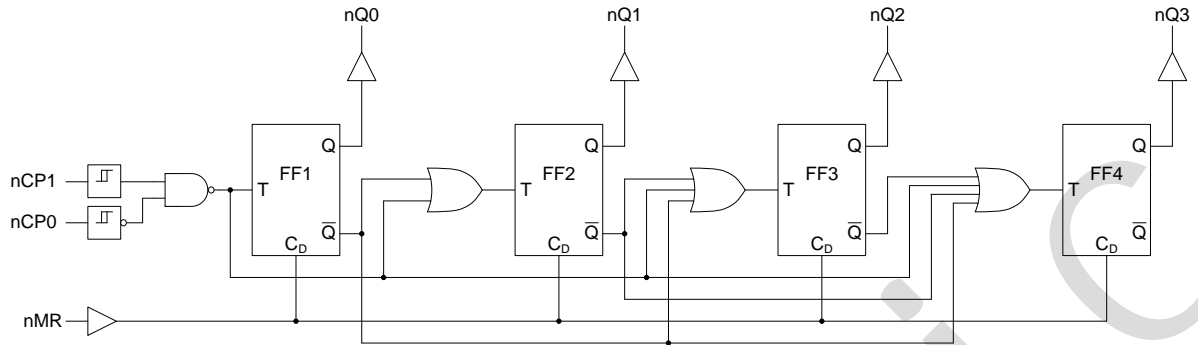 nQ0 nQ1 nQ2 nQ3
Q Q Q Q
FF1 FF2 FF3 FF4
nCP1
T T T T
nCP0
Q̅ Q̅ Q̅ Q̅
CD CD CD CD
nMR